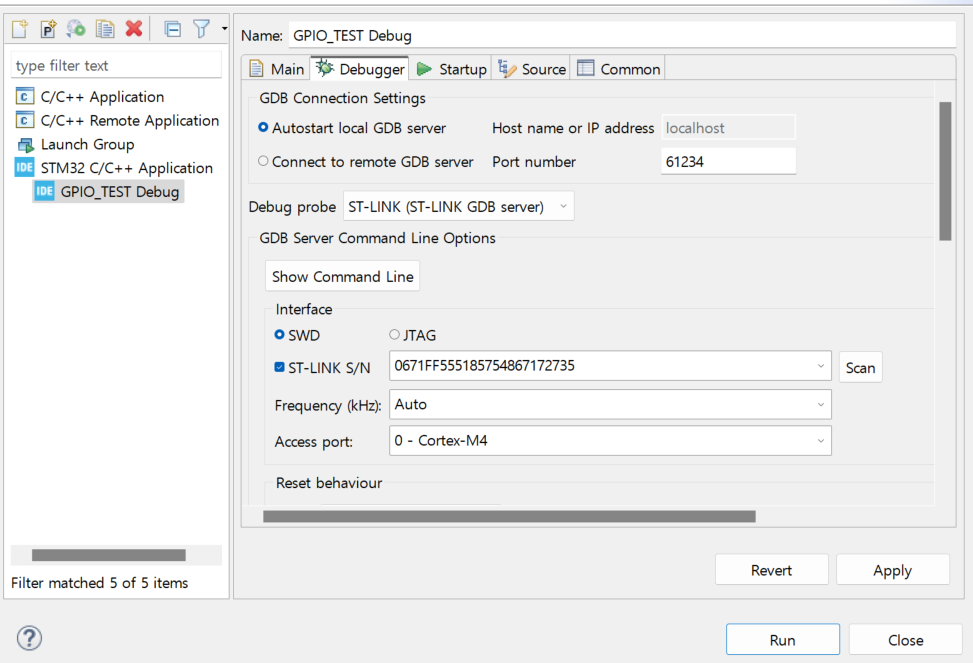 Name: GPIO_TEST Debug
type filter text
C/C++ Application
C/C++ Remote Application
Launch Group
IDE STM32 C/C++ Application
IDE GPIO_TEST Debug
Filter matched 5 of 5 items
Main Debugger Startup Source Common
GDB Connection Settings
Autostart local GDB server Host name or IP address localhost
Connect to remote GDB server Port number 61234
Debug probe ST-LINK (ST-LINK GDB server)
GDB Server Command Line Options
Show Command Line
Interface
SWD JTAG
ST-LINK S/N 0671FF555185754867172735 Scan
Frequency (kHz): Auto
Access port: 0 - Cortex-M4
Reset behaviour
Revert Apply
? Run Close